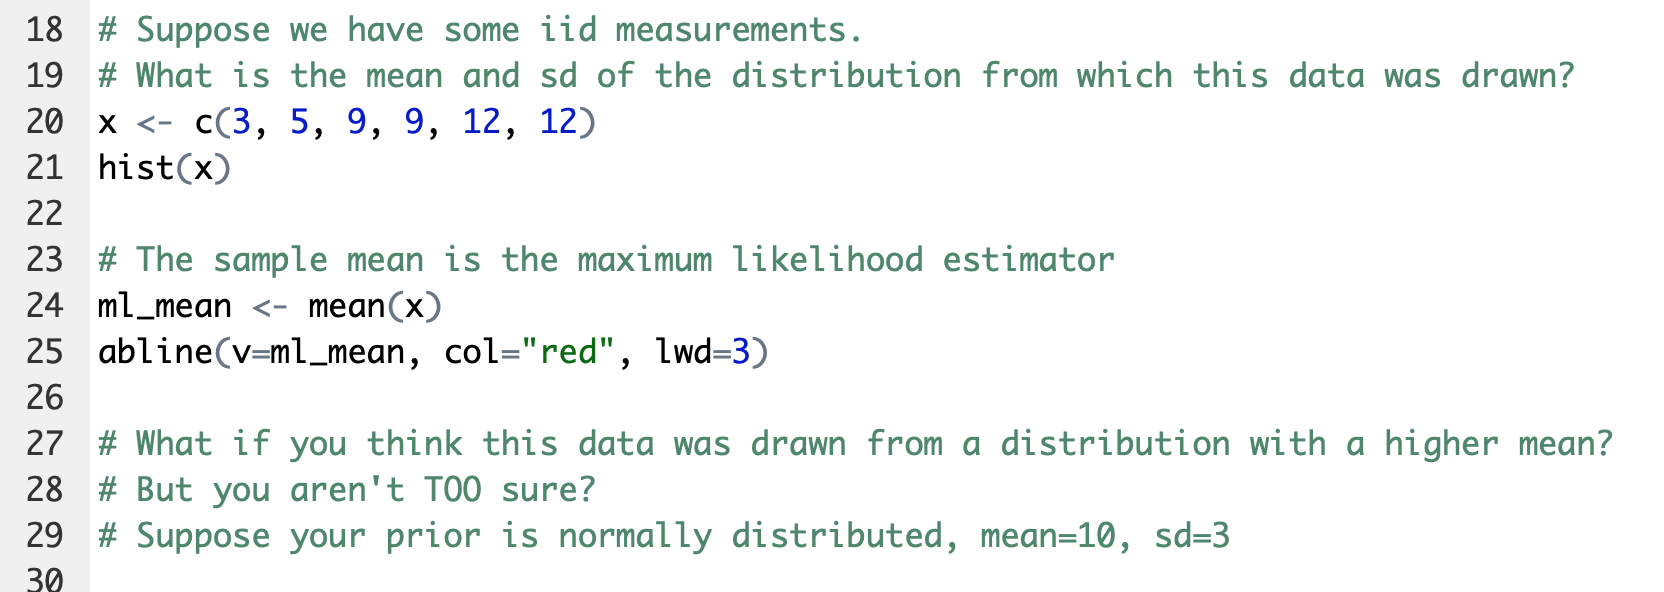 18 # Suppose we have some iid measurements.
19 # What is the mean and sd of the distribution from which this data was drawn?
20 x <- c(3, 5, 9, 9, 12, 12)
21 hist(x)
22
23 # The sample mean is the maximum likelihood estimator
24 ml_mean <- mean(x)
25 abline(v=ml_mean, col="red", lwd=3)
26
27 # What if you think this data was drawn from a distribution with a higher mean?
28 # But you aren't TOO sure?
29 # Suppose your prior is normally distributed, mean=10, sd=3
30